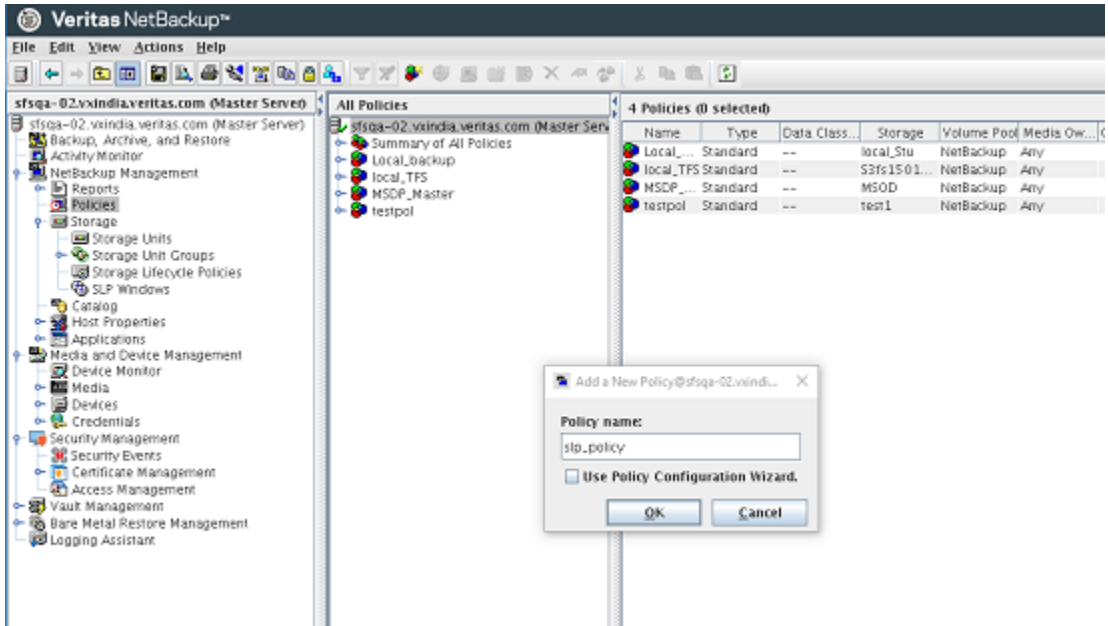 Veritas NetBackup™
File Edit View Actions Help
sfsqa-02.vxindia.veritas.com (Master Server)
sfsqa-02.vxindia.veritas.com (Master Server)
Backup, Archive, and Restore
Activity Monitor
NetBackup Management
Reports
Policies
Storage
Storage Units
Storage Unit Groups
Storage Lifecycle Policies
SLP Windows
Catalog
Host Properties
Applications
Media and Device Management
Device Monitor
Media
Devices
Credentials
Security Management
Security Events
Certificate Management
Access Management
Vault Management
Bare Metal Restore Management
Logging Assistant
All Policies
sfsqa-02.vxindia.veritas.com (Master Serv
Summary of All Policies
Local_backup
local_TFS
MSDP_Master
testpol
4 Policies (0 selected)
Name Type Data Class... Storage Volume Pool Media Ow...
Local_... Standard -- local_Stu NetBackup Any
local_TFS Standard -- S3fs1501... NetBackup Any
MSDP_... Standard -- MSOD NetBackup Any
testpol Standard -- test1 NetBackup Any
Add a New Policy@sfsqa-02.vxindi...
Policy name:
slp_policy
Use Policy Configuration Wizard.
OK Cancel